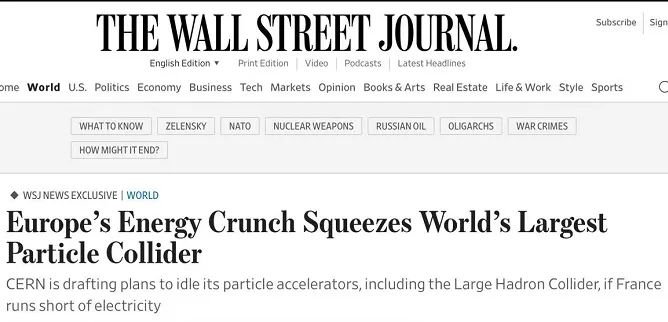 THE WALL STREET JOURNAL.
Subscribe
Sign
English Edition ▼ Print Edition Video Podcasts Latest Headlines
ome World U.S. Politics Economy Business Tech Markets Opinion Books & Arts Real Estate Life & Work Style Sports
WHAT TO KNOW ZELENSKY NATO NUCLEAR WEAPONS RUSSIAN OIL OLIGARCHS WAR CRIMES
HOW MIGHT IT END?
◆ WSJ NEWS EXCLUSIVE | WORLD
Europe's Energy Crunch Squeezes World's Largest
Particle Collider
CERN is drafting plans to idle its particle accelerators, including the Large Hadron Collider, if France
runs short of electricity